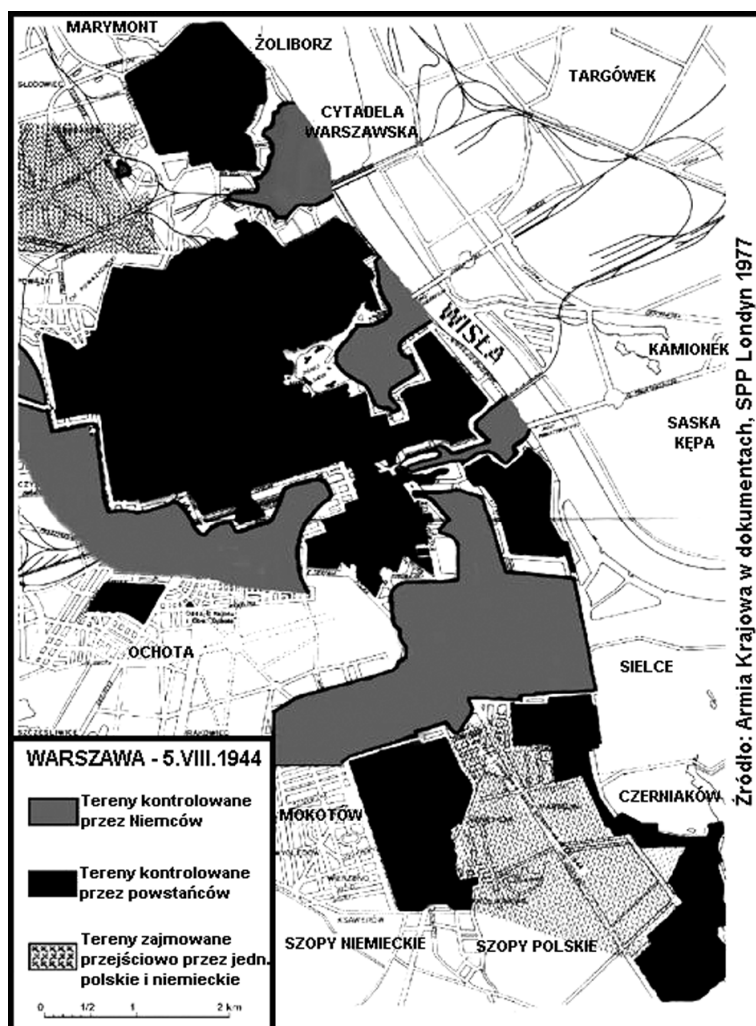 MARYMONT
ŻOLIBORZ
TARGÓWEK
CYTADELA
WARSZAWSKA
WISŁA
KAMIONEK
SASKA
KĘPA
OCHOTA
SIELCE
CZERNIAKÓW
MOKOTÓW
SZOPY NIEMIECKIE
SZOPY POLSKIE
WARSZAWA - 5.VIII.1944
Tereny kontrolowane
przez Niemców
Tereny kontrolowane
przez powstańców
Tereny zajmowane
przejściowo przez jedn.
polskie i niemieckie
0 1/2 1 2 km
Źródło: Armia Krajowa w dokumentach, SPP Londyn 1977